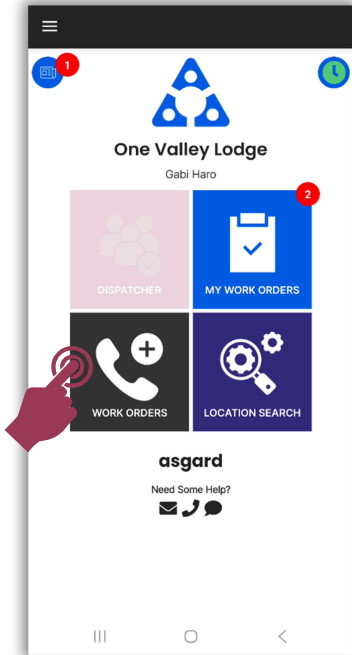 1
One Valley Lodge
Gabi Haro
2
DISPATCHER
MY WORK ORDERS
WORK ORDERS
LOCATION SEARCH
asgard
Need Some Help?